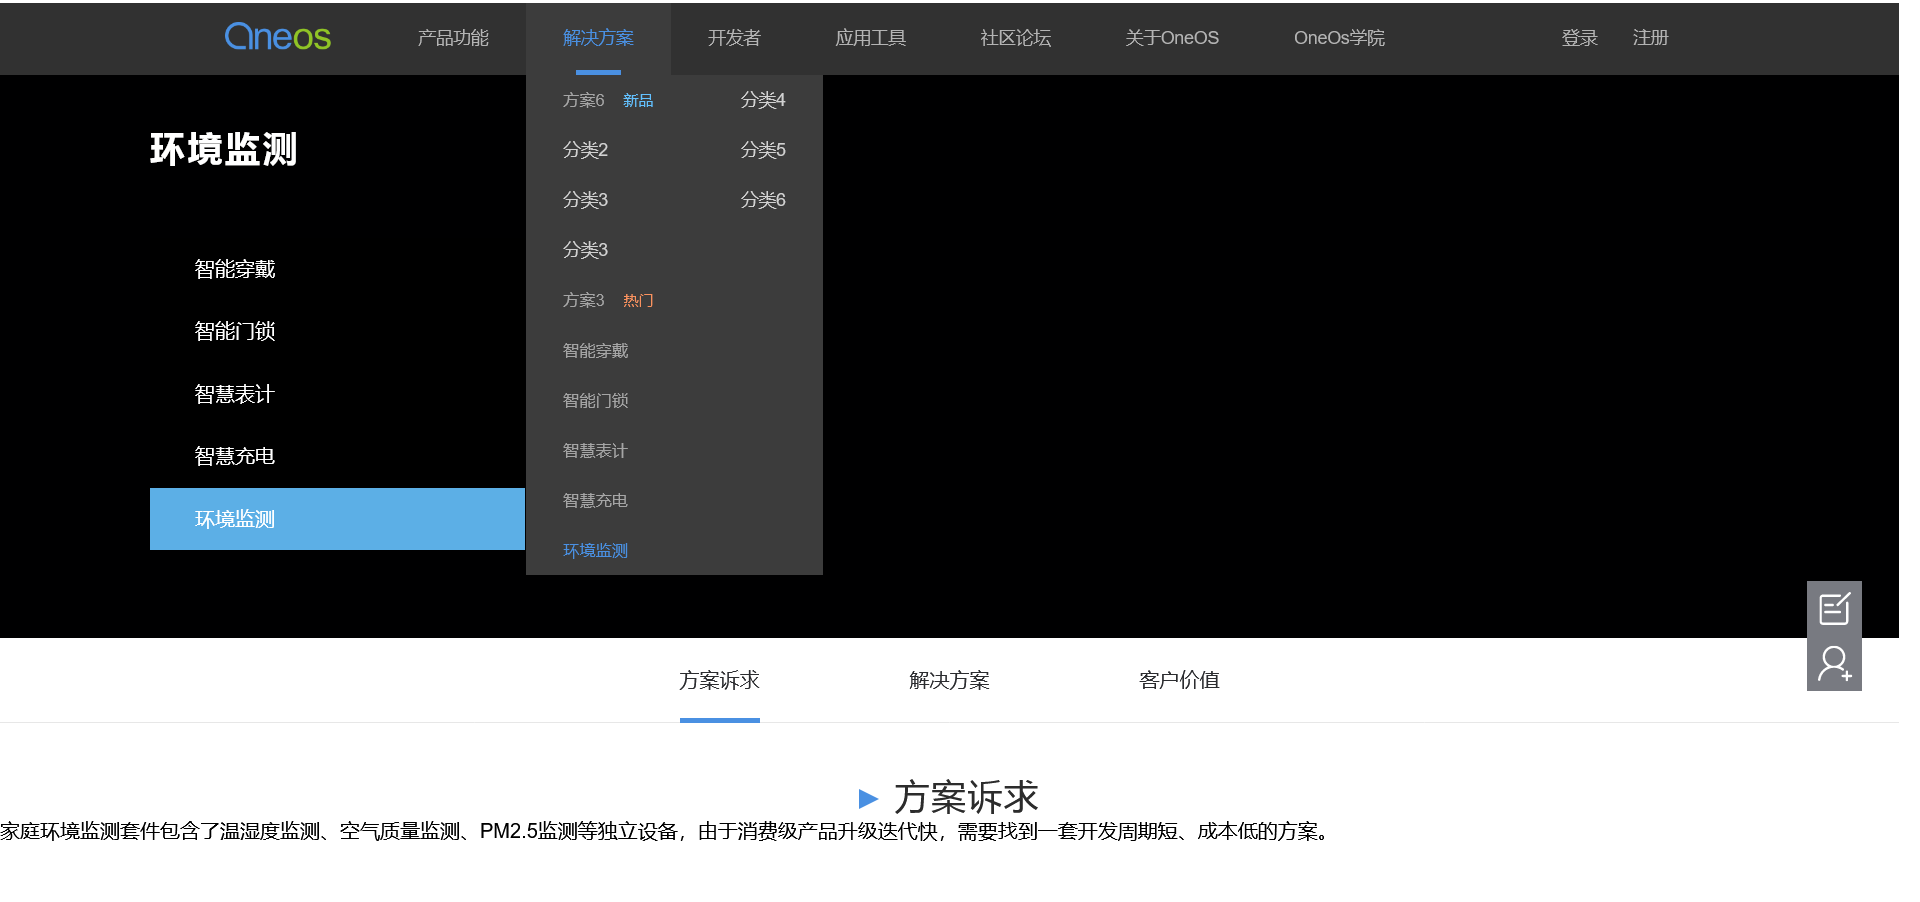 Oneos 产品功能 解决方案 开发者 应用工具 社区论坛 关于OneOS OneOs学院 登录 注册
方案6 新品 分类4
分类2 分类5
分类3 分类6
分类3
方案3 热门
智能穿戴
智能门锁
智慧表计
智慧充电
环境监测
环境监测
智能穿戴
智能门锁
智慧表计
智慧充电
环境监测
方案诉求 解决方案 客户价值
方案诉求
家庭环境监测套件包含了温湿度监测、空气质量监测、PM2.5监测等独立设备，由于消费级产品升级迭代快，需要找到一套开发周期短、成本低的方案。